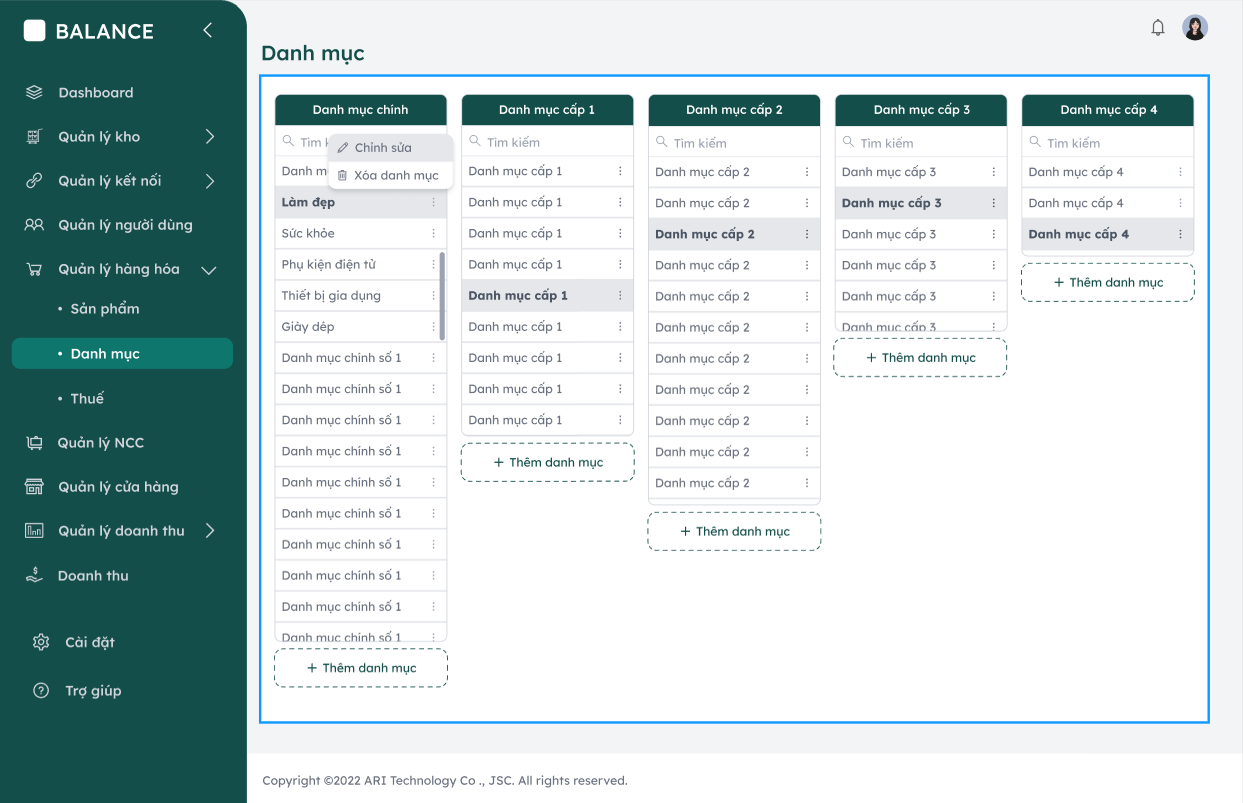 BALANCE
Dashboard
Quản lý kho
Quản lý kết nối
Quản lý người dùng
Quản lý hàng hóa
• Sản phẩm
• Danh mục
• Thuế
Quản lý NCC
Quản lý cửa hàng
Quản lý doanh thu
Doanh thu
Cài đặt
Trợ giúp
Danh mục
Danh mục chính
Tìm k
Chỉnh sửa
Xóa danh mục
Danh m
Làm đẹp
Sức khỏe
Phụ kiện điện tử
Thiết bị gia dụng
Giày dép
Danh mục chính số 1
Danh mục chính số 1
Danh mục chính số 1
Danh mục chính số 1
Danh mục chính số 1
Danh mục chính số 1
Danh mục chính số 1
Danh mục chính số 1
Danh mục chính số 1
Danh mục chính số 1
+ Thêm danh mục
Danh mục cấp 1
Tìm kiếm
Danh mục cấp 1
Danh mục cấp 1
Danh mục cấp 1
Danh mục cấp 1
Danh mục cấp 1
Danh mục cấp 1
Danh mục cấp 1
Danh mục cấp 1
Danh mục cấp 1
+ Thêm danh mục
Danh mục cấp 2
Tìm kiếm
Danh mục cấp 2
Danh mục cấp 2
Danh mục cấp 2
Danh mục cấp 2
Danh mục cấp 2
Danh mục cấp 2
Danh mục cấp 2
Danh mục cấp 2
Danh mục cấp 2
Danh mục cấp 2
Danh mục cấp 2
+ Thêm danh mục
Danh mục cấp 3
Tìm kiếm
Danh mục cấp 3
Danh mục cấp 3
Danh mục cấp 3
Danh mục cấp 3
Danh mục cấp 3
Danh mục cấp 3
+ Thêm danh mục
Danh mục cấp 4
Tìm kiếm
Danh mục cấp 4
Danh mục cấp 4
Danh mục cấp 4
+ Thêm danh mục
Copyright ©2022 ARI Technology Co ., JSC. All rights reserved.